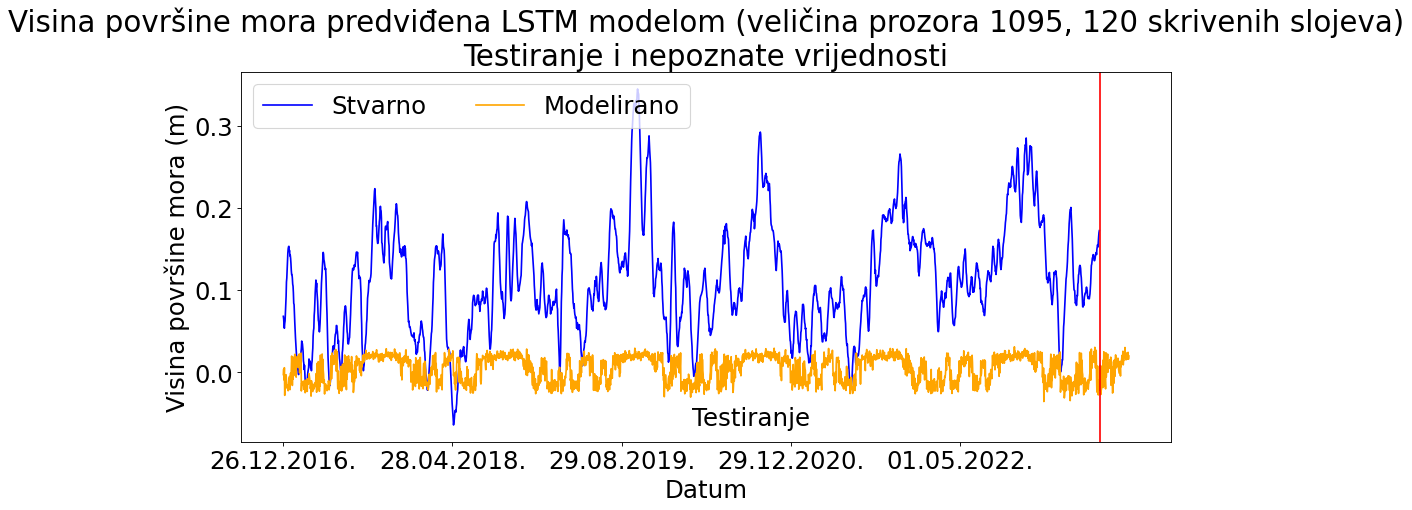 Visina površine mora predviđena LSTM modelom (veličina prozora 1095, 120 skrivenih slojeva)
Testiranje i nepoznate vrijednosti
Stvarno
Modelirano
Visina površine mora (m)
0.3
0.2
0.1
0.0
Testiranje
26.12.2016.
28.04.2018.
29.08.2019.
29.12.2020.
01.05.2022.
Datum